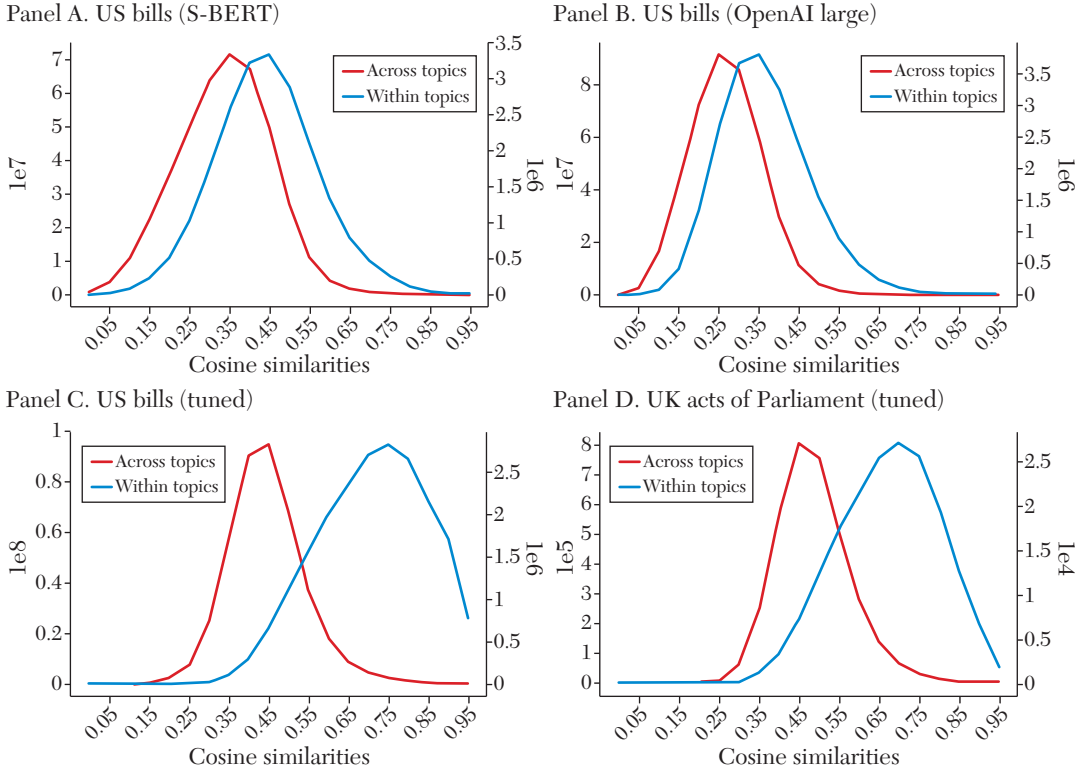 Panel A. US bills (S-BERT)
7
6
5
4
3
2
1
0
1e7
3.5
3
2.5
2
1.5
1
0.5
0
1e6
Across topics
Within topics
0.05 0.15 0.25 0.35 0.45 0.55 0.65 0.75 0.85 0.95
Cosine similarities
Panel B. US bills (OpenAI large)
8
6
4
2
0
1e7
3.5
3
2.5
2
1.5
1
0.5
0
1e6
Across topics
Within topics
0.05 0.15 0.25 0.35 0.45 0.55 0.65 0.75 0.85 0.95
Cosine similarities
Panel C. US bills (tuned)
1
0.8
0.6
0.4
0.2
0
1e8
2.5
2
1.5
1
0.5
0
1e6
Across topics
Within topics
0.05 0.15 0.25 0.35 0.45 0.55 0.65 0.75 0.85 0.95
Cosine similarities
Panel D. UK acts of Parliament (tuned)
8
7
6
5
4
3
2
1
0
1e5
2.5
2
1.5
1
0.5
0
1e4
Across topics
Within topics
0.05 0.15 0.25 0.35 0.45 0.55 0.65 0.75 0.85 0.95
Cosine similarities